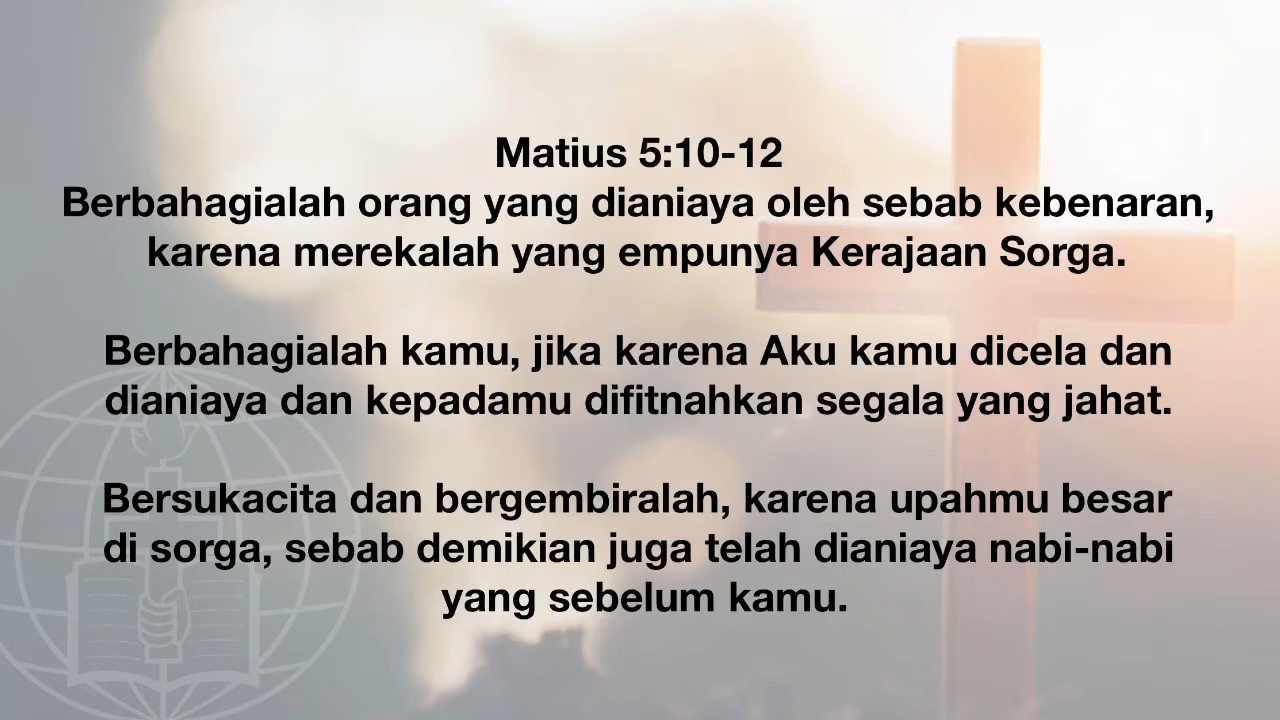 Matius 5:10-12
Berbahagialah orang yang dianiaya oleh sebab kebenaran,
karena merekalah yang empunya Kerajaan Sorga.
Berbahagialah kamu, jika karena Aku kamu dicela dan
dianiaya dan kepadamu difitnahkan segala yang jahat.
Bersukacita dan bergembiralah, karena upahmu besar
di sorga, sebab demikian juga telah dianiaya nabi-nabi
yang sebelum kamu.